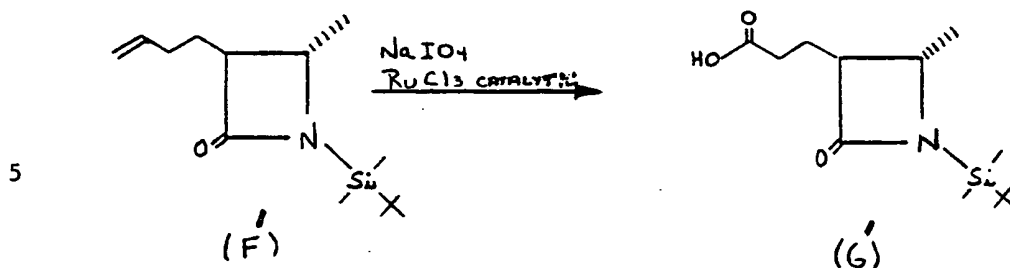 NaIO4
RuCl3 CATALYTIC
O
HO
O N
O N
5
Si
Si
(F')
(G')